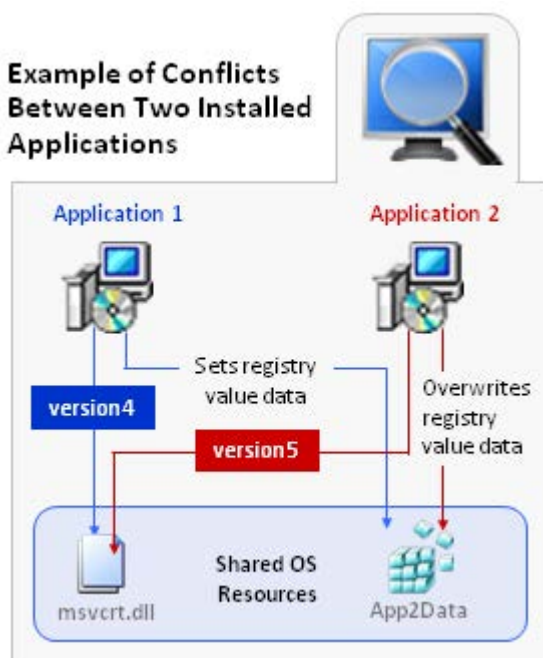 Example of Conflicts
Between Two Installed
Applications
Application 1
Application 2
Sets registry
value data
Overwrites
registry
value data
version4
version5
Shared OS
Resources
msvcrt.dll
App2Data